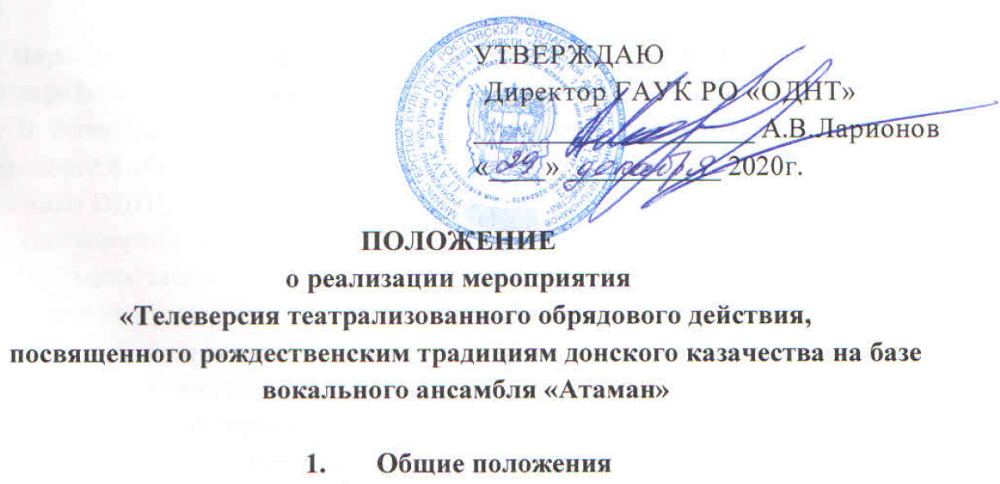 УТВЕРЖДАЮ
Директор ГАУК РО «ОДНТ»
А.В.Ларионов
«29» декабря 2020г.
ПОЛОЖЕНИЕ
о реализации мероприятия
«Телеверсия театрализованного обрядового действия,
посвященного рождественским традициям донского казачества на базе
вокального ансамбля «Атаман»
1. Общие положения